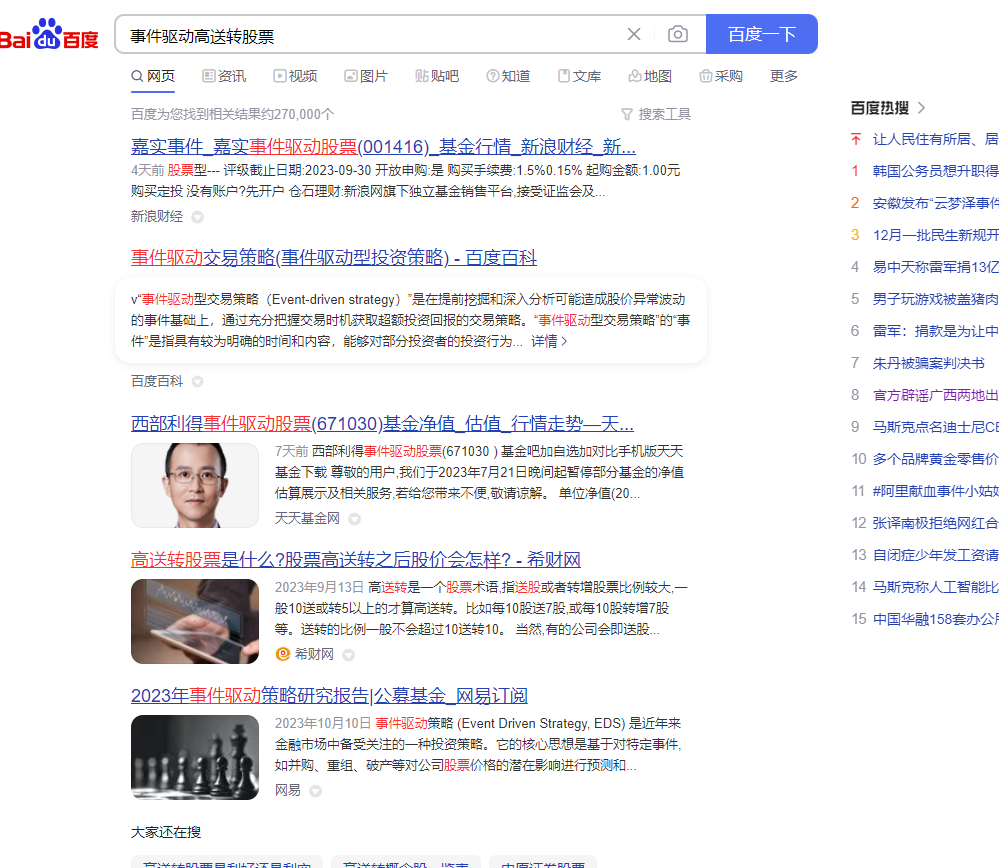 Bai du 百度
事件驱动高送转股票
百度一下
网页 资讯 视频 图片 贴吧 知道 文库 地图 采购 更多
百度为您找到相关结果约270,000个
搜索工具
嘉实事件_嘉实事件驱动股票(001416)_基金行情_新浪财经_新...
4天前 股票型--- 评级截止日期:2023-09-30 开放申购:是 购买手续费:1.5%0.15% 起购金额:1.00元
购买定投 没有账户?先开户 仓石理财:新浪网旗下独立基金销售平台,接受证监会及...
新浪财经
事件驱动交易策略(事件驱动型投资策略) - 百度百科
v“事件驱动型交易策略（Event-driven strategy）”是在提前挖掘和深入分析可能造成股价异常波动
的事件基础上，通过充分把握交易时机获取超额投资回报的交易策略。“事件驱动型交易策略”的“事
件”是指具有较为明确的时间和内容，能够对部分投资者的投资行为... 详情
百度百科
西部利得事件驱动股票(671030)基金净值_估值_行情走势—天...
7天前 西部利得事件驱动股票(671030 ) 基金吧加自选加对比手机版天天
基金下载 尊敬的用户,我们于2023年7月21日晚间起暂停部分基金的净值
估算展示及相关服务,若给您带来不便,敬请谅解。 单位净值(20...
天天基金网
高送转股票是什么?股票高送转之后股价会怎样? - 希财网
2023年9月13日 高送转是一个股票术语,指送股或者转增股票比例较大,一
般10送或转5以上的才算高送转。比如每10股送7股,或每10股转增7股
等。送转的比例一般不会超过10送转10。 当然,有的公司会即送股...
希财网
2023年事件驱动策略研究报告|公募基金_网易订阅
2023年10月10日 事件驱动策略 (Event Driven Strategy, EDS) 是近年来
金融市场中备受关注的一种投资策略。它的核心思想是基于对特定事件,
如并购、重组、破产等对公司股票价格的潜在影响进行预测和...
网易
大家还在搜
高送转股票是利好还是利空 高送转概念股一览表 中原证券股票
百度热搜
让人民住有所居、居
1 韩国公务员想升职得
2 安徽发布“云梦泽事件
3 12月一批民生新规开
4 易中天称雷军捐13亿
5 男子玩游戏被盖猪肉
6 雷军：捐款是为让中
7 朱丹被骗案判决书
8 官方辟谣广西两地出
9 马斯克点名迪士尼CE
10 多个品牌黄金零售价
11 #阿里献血事件小姑姑
12 张译南极拒绝网红合
13 自闭症少年发工资请
14 马斯克称人工智能比
15 中国华融158套办公房